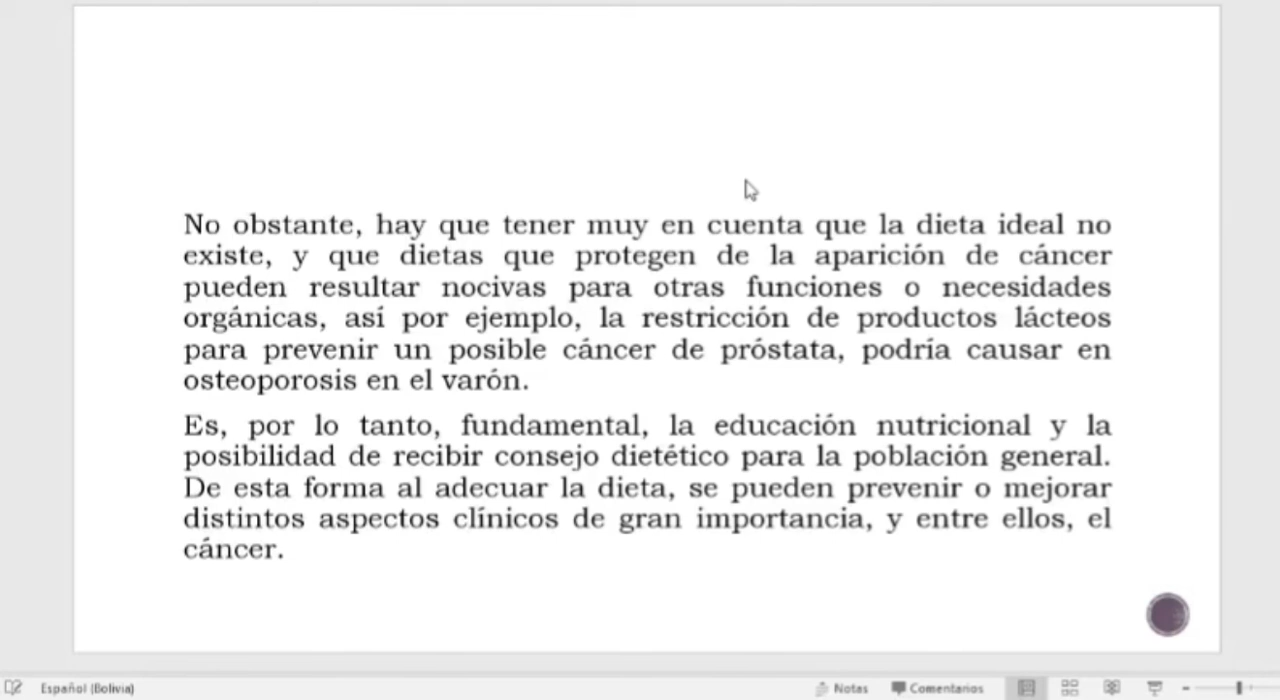 No obstante, hay que tener muy en cuenta que la dieta ideal no
existe, y que dietas que protegen de la aparición de cáncer
pueden resultar nocivas para otras funciones o necesidades
orgánicas, así por ejemplo, la restricción de productos lácteos
para prevenir un posible cáncer de próstata, podría causar en
osteoporosis en el varón.
Es, por lo tanto, fundamental, la educación nutricional y la
posibilidad de recibir consejo dietético para la población general.
De esta forma al adecuar la dieta, se pueden prevenir o mejorar
distintos aspectos clínicos de gran importancia, y entre ellos, el
cáncer.
Español (Bolivia) Notas Comentarios